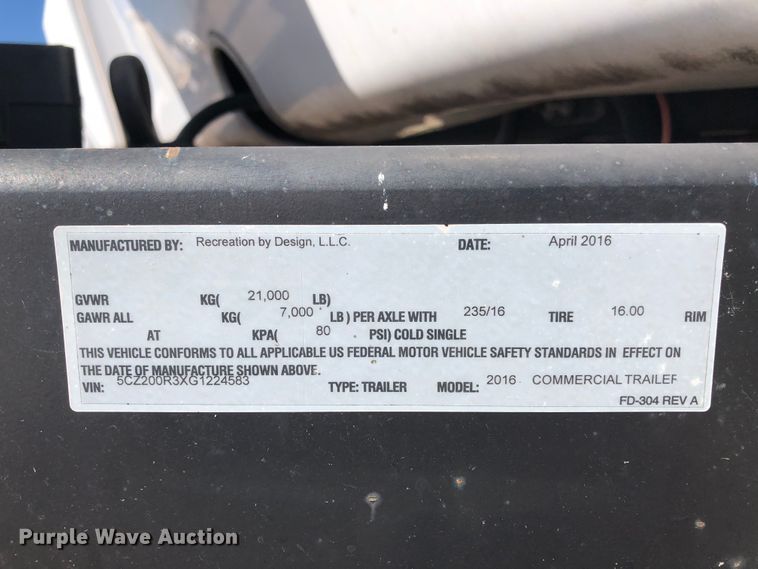 MANUFACTURED BY: Recreation by Design, L.L.C. DATE: April 2016
GVWR KG( 21,000 LB)
GAWR ALL KG( 7,000 LB ) PER AXLE WITH 235/16 TIRE 16.00 RIM
AT KPA( 80 PSI) COLD SINGLE
THIS VEHICLE CONFORMS TO ALL APPLICABLE US FEDERAL MOTOR VEHICLE SAFETY STANDARDS IN EFFECT ON
THE DATE OF MANUFACTURE SHOWN ABOVE.
VIN: 5CZ200R3XG1224583 TYPE: TRAILER MODEL: 2016 COMMERCIAL TRAILER
FD-304 REV A
Purple Wave Auction